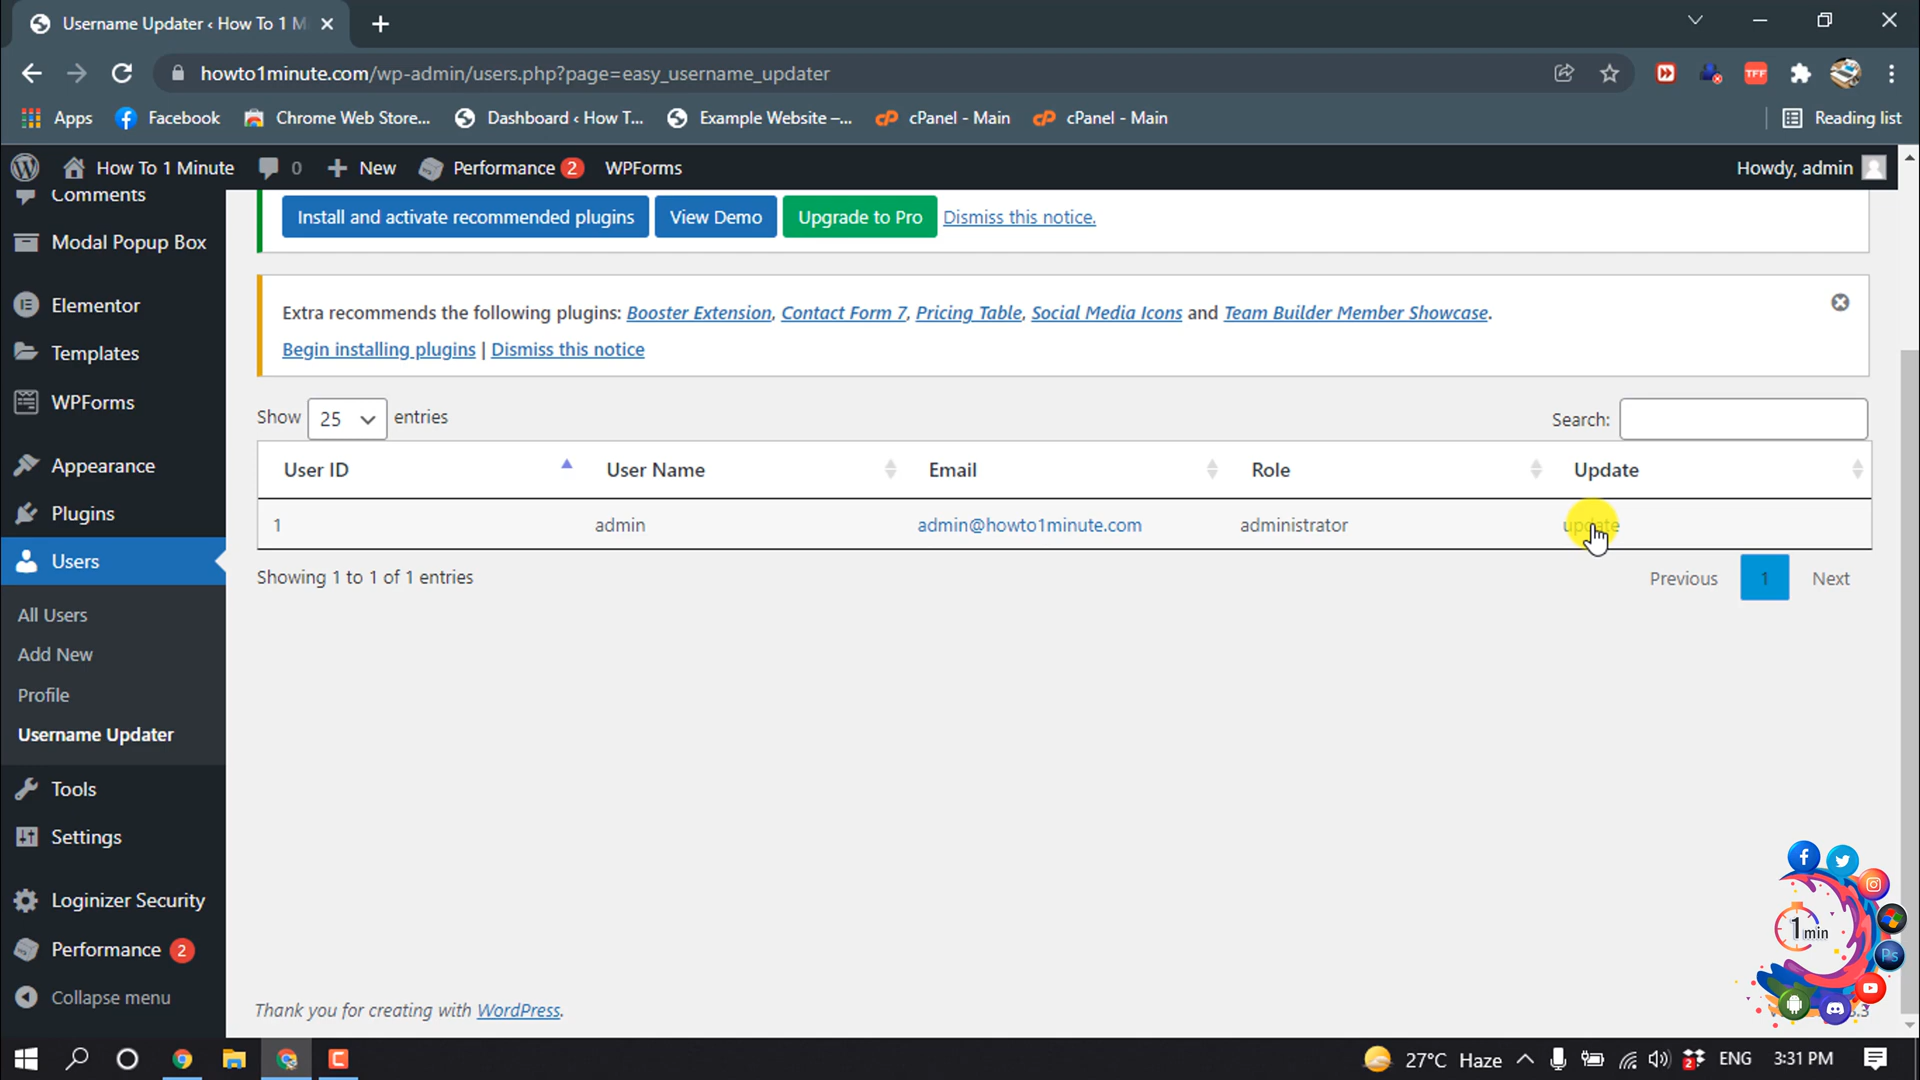 Username Updater ‹ How To 1 M
howto1minute.com/wp-admin/users.php?page=easy_username_updater
Apps
Facebook
Chrome Web Store...
Dashboard ‹ How T...
Example Website –...
cPanel - Main
cPanel - Main
Reading list
How To 1 Minute
0
New
Performance 2
WPForms
Howdy, admin
Comments
Modal Popup Box
Elementor
Templates
WPForms
Appearance
Plugins
Users
All Users
Add New
Profile
Username Updater
Tools
Settings
Loginizer Security
Performance 2
Collapse menu
Install and activate recommended plugins
View Demo
Upgrade to Pro
Dismiss this notice.
Extra recommends the following plugins: Booster Extension, Contact Form 7, Pricing Table, Social Media Icons and Team Builder Member Showcase.
Begin installing plugins | Dismiss this notice
Show 25 entries
Search:
User ID User Name Email Role Update
1 admin admin@howto1minute.com administrator update
Showing 1 to 1 of 1 entries
Previous 1 Next
Thank you for creating with WordPress.
1 min
Ps
27°C Haze
ENG
3:31 PM
TFF